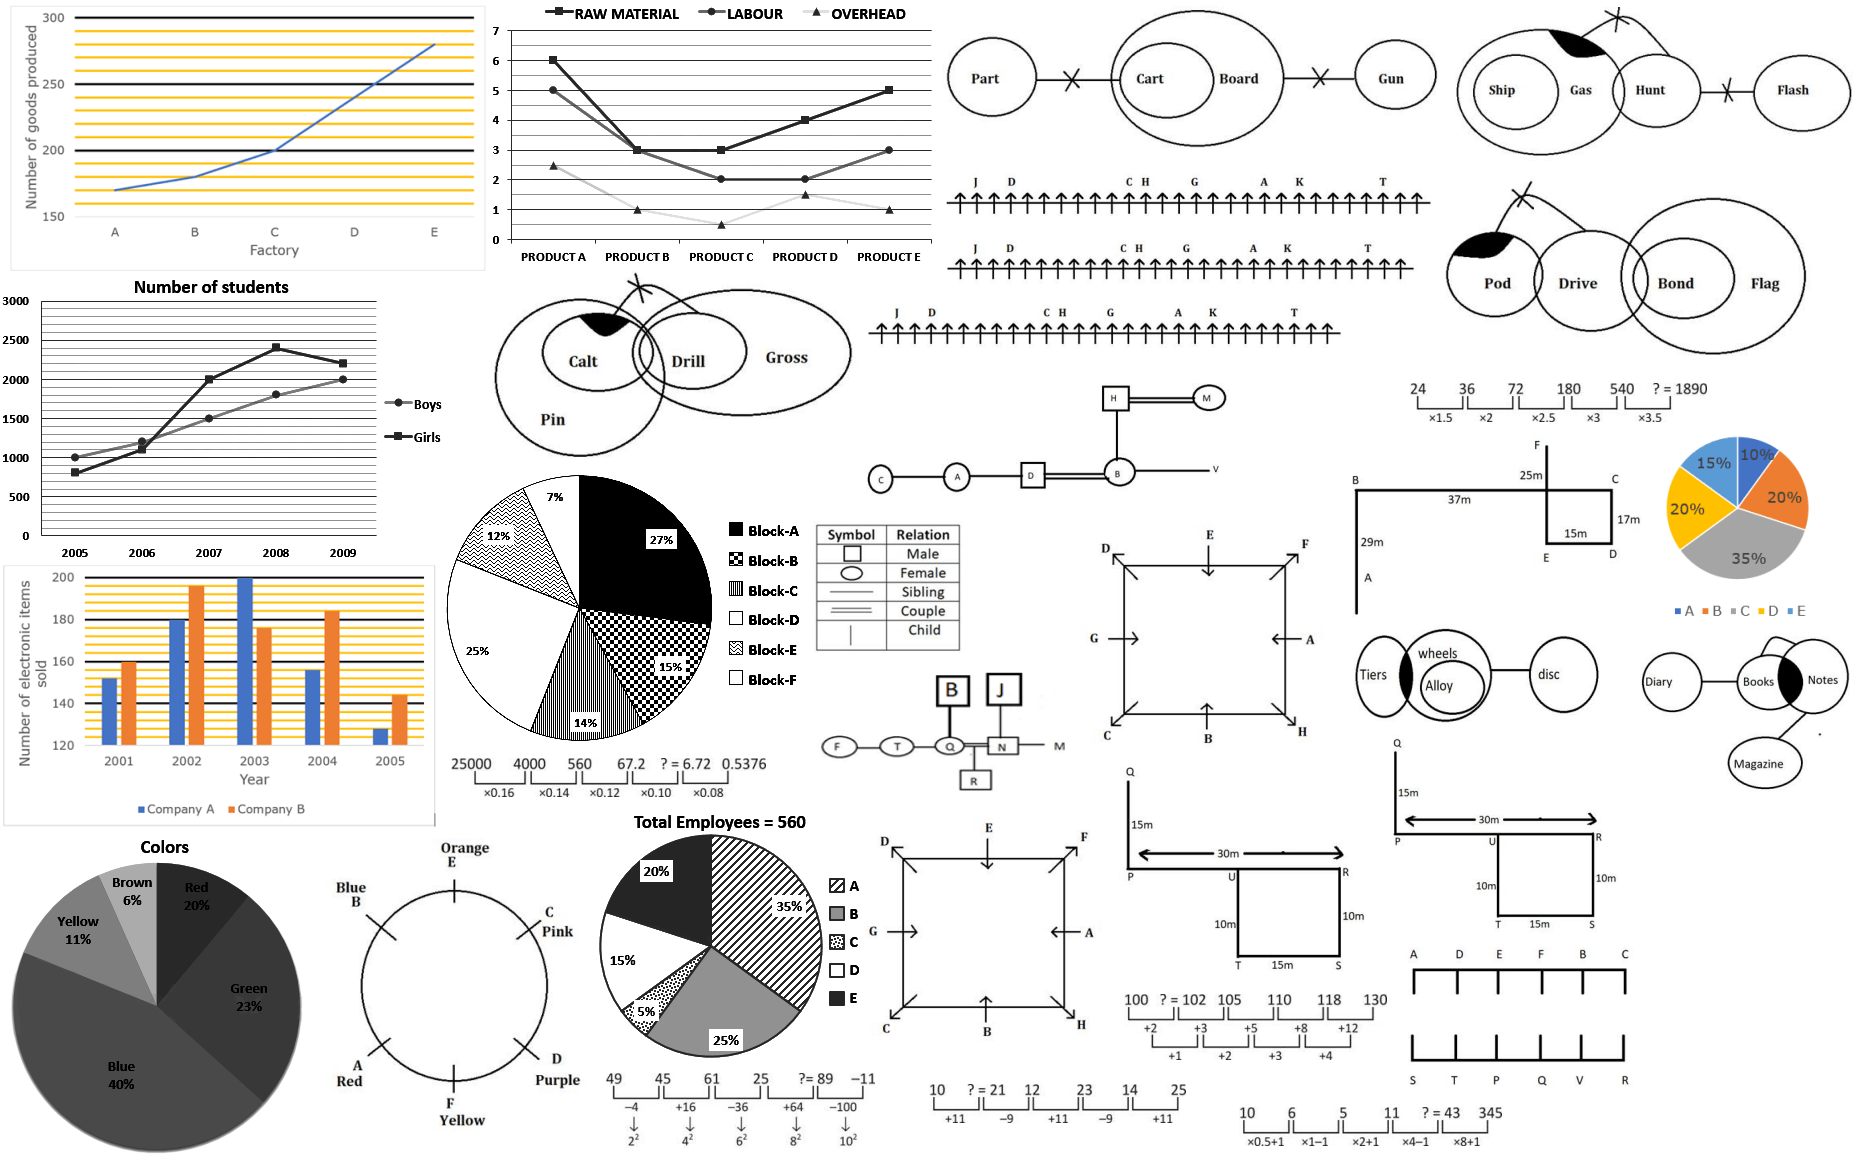 300
250
200
150
Number of goods produced
A B C D E
Factory
RAW MATERIAL LABOUR OVERHEAD
7
6
5
4
3
2
1
0
PRODUCT A PRODUCT B PRODUCT C PRODUCT D PRODUCT E
Part Cart Board Gun
Ship Gas Hunt Flash
J D C H G A K T
J D C H G A K T
J D C H G A K T
Pod Drive Bond Flag
Number of students
3000
2500
2000
1500
1000
500
0
2005 2006 2007 2008 2009
Boys
Girls
Calt Drill Gross
Pin
H M
C A D B V
24 36 72 180 540 ? = 1890
×1.5 ×2 ×2.5 ×3 ×3.5
F
25m
B C
37m
17m
29m
15m
A E D
15% 10%
20% 20%
35%
A B C D E
7%
12% 27%
25% 15%
14%
Block-A
Block-B
Block-C
Block-D
Block-E
Block-F
Symbol Relation
Male
Female
Sibling
Couple
Child
D E F
G A
C B H
Tiers wheels Alloy disc
Diary Books Notes
Magazine
200
180
160
140
120
Number of electronic items
sold
2001 2002 2003 2004 2005
Year
Company A Company B
25000 4000 560 67.2 ? = 6.72 0.5376
×0.16 ×0.14 ×0.12 ×0.10 ×0.08
B J
F T Q N M
R
Q
15m
30m
P U R
10m 10m
T 15m S
Q
15m
30m
P U R
10m 10m
T 15m S
Colors
Brown
6%
Red
20%
Yellow
11%
Green
23%
Blue
40%
Orange
E
Blue
B
C
Pink
A
Red
D
Purple
F
Yellow
Total Employees = 560
20% 35%
15%
5%
25%
A
B
C
D
E
D E F
G A
C B H
A D E F B C
S T P Q V R
100 ? = 102 105 110 118 130
+2 +3 +5 +8 +12
+1 +2 +3 +4
49 45 61 25 ?= 89 −11
−4 +16 −36 +64 −100
2² 4² 6² 8² 10²
10 ? = 21 12 23 14 25
+11 −9 +11 −9 +11
10 6 5 11 ? = 43 345
×0.5+1 ×1−1 ×2+1 ×4−1 ×8+1